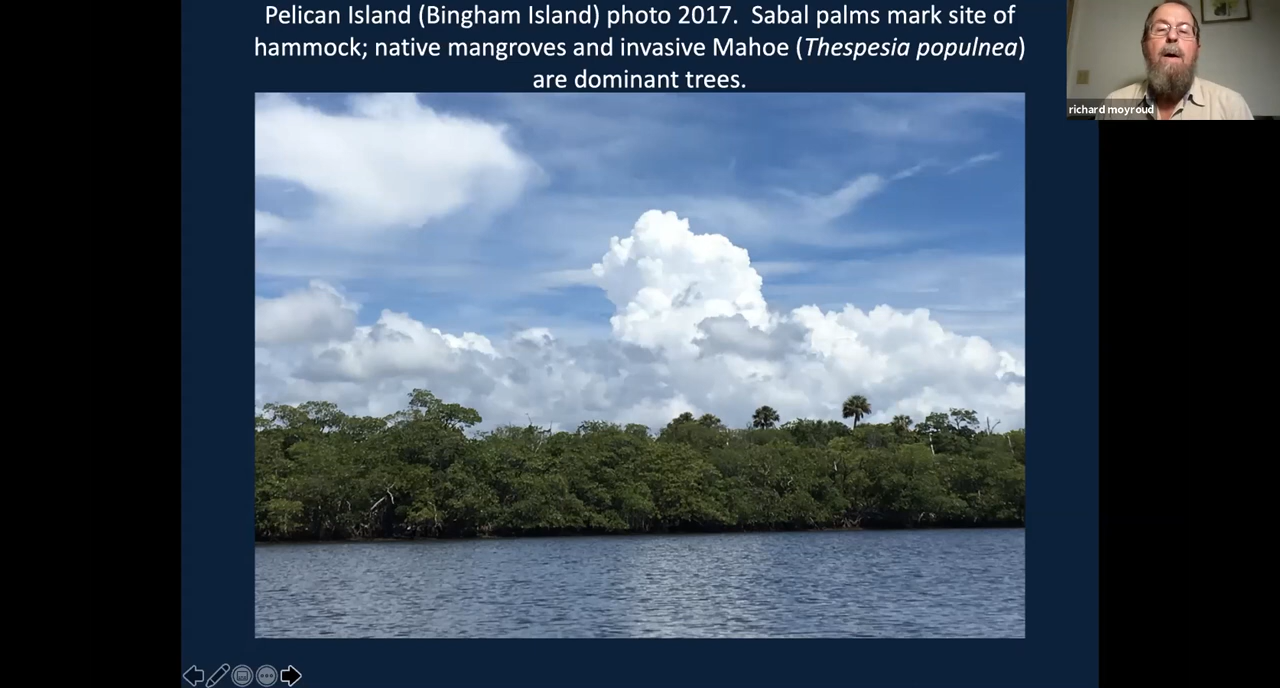 Pelican Island (Bingham Island) photo 2017.  Sabal palms mark site of
hammock; native mangroves and invasive Mahoe (Thespesia populnea)
are dominant trees.
richard moyroud